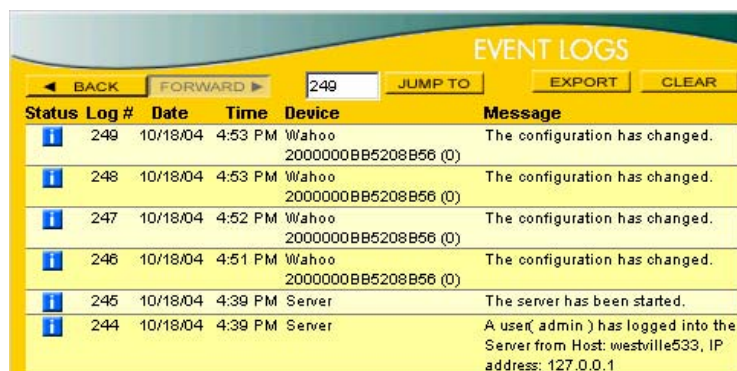 EVENT LOGS
◄ BACK FORWARD ► 249 JUMP TO EXPORT CLEAR
Status Log # Date Time Device Message
i 249 10/18/04 4:53 PM Wahoo The configuration has changed.
2000000BB5208B56 (0)
i 248 10/18/04 4:53 PM Wahoo The configuration has changed.
2000000BB5208B56 (0)
i 247 10/18/04 4:52 PM Wahoo The configuration has changed.
2000000BB5208B56 (0)
i 246 10/18/04 4:51 PM Wahoo The configuration has changed.
2000000BB5208B56 (0)
i 245 10/18/04 4:39 PM Server The server has been started.
i 244 10/18/04 4:39 PM Server A user( admin ) has logged into the
Server from Host: westville533, IP
address: 127.0.0.1